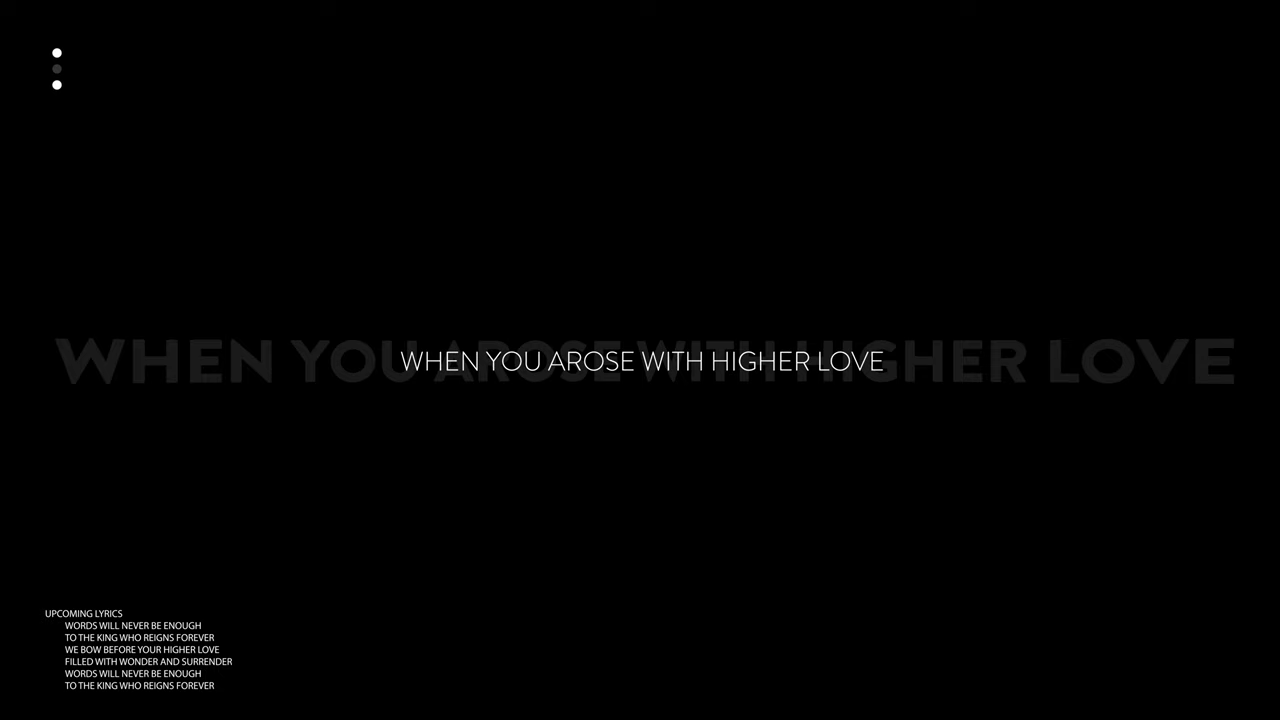 WHEN YOU AROSE WITH HIGHER LOVE
WHEN YOU AROSE WITH HIGHER LOVE
UPCOMING LYRICS
WORDS WILL NEVER BE ENOUGH
TO THE KING WHO REIGNS FOREVER
WE BOW BEFORE YOUR HIGHER LOVE
FILLED WITH WONDER AND SURRENDER
WORDS WILL NEVER BE ENOUGH
TO THE KING WHO REIGNS FOREVER